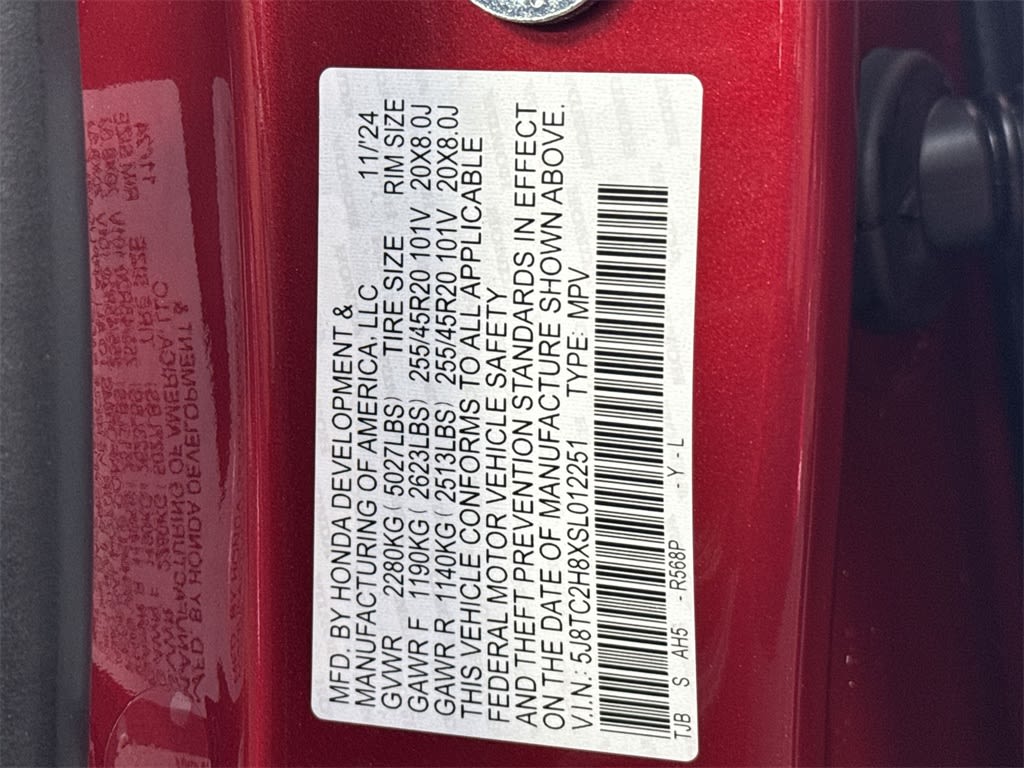 MFD. BY HONDA DEVELOPMENT &
MANUFACTURING OF AMERICA, LLC 11/24
GVWR 2280KG ( 5027LBS) TIRE SIZE RIM SIZE
GAWR F 1190KG ( 2623LBS) 255/45R20 101V 20X8.0J
GAWR R 1140KG ( 2513LBS) 255/45R20 101V 20X8.0J
THIS VEHICLE CONFORMS TO ALL APPLICABLE
FEDERAL MOTOR VEHICLE SAFETY
AND THEFT PREVENTION STANDARDS IN EFFECT
ON THE DATE OF MANUFACTURE SHOWN ABOVE.
V.I.N.: 5J8TC2H8XSL012251 TYPE: MPV
TJB S AH5 -R568P -Y-L